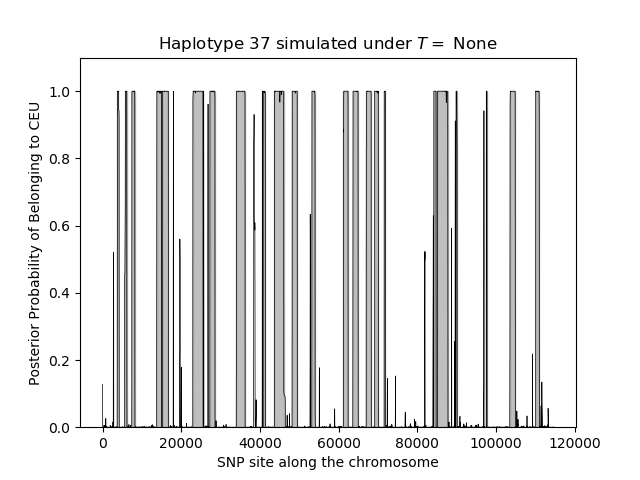 Haplotype 37 simulated under T = None
Posterior Probability of Belonging to CEU
1.0
0.8
0.6
0.4
0.2
0.0
0 20000 40000 60000 80000 100000 120000
SNP site along the chromosome